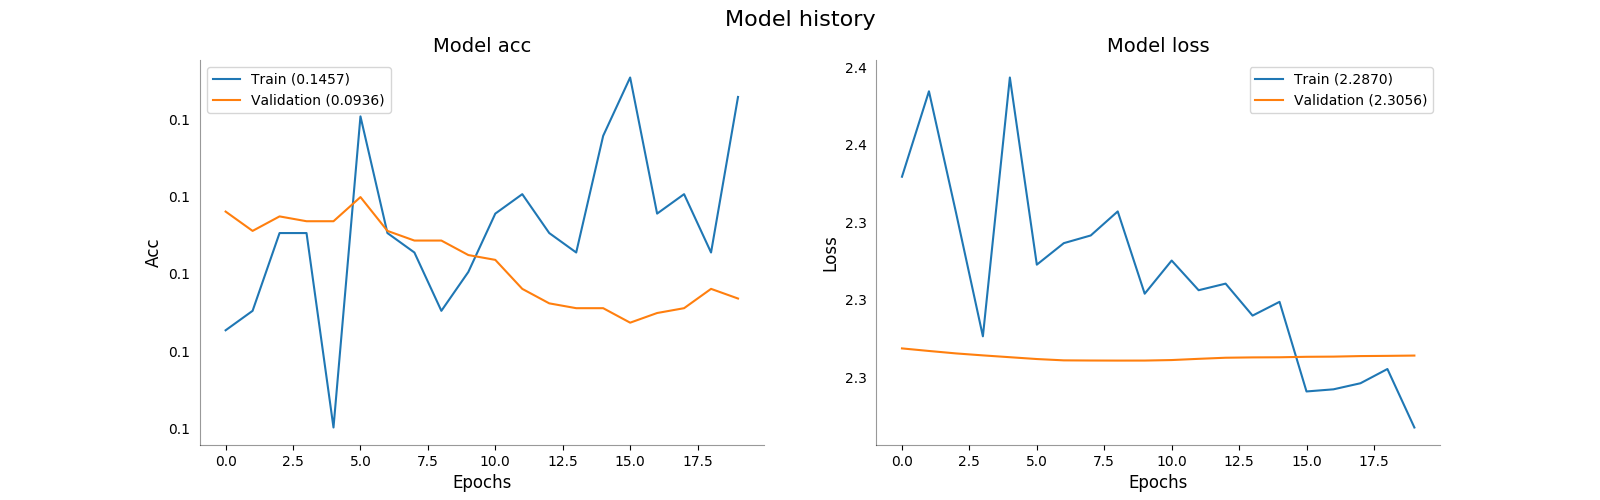 Model history
Model acc
Train (0.1457)
Validation (0.0936)
0.1
0.1
0.1
0.1
0.1
Acc
0.0 2.5 5.0 7.5 10.0 12.5 15.0 17.5
Epochs
Model loss
Train (2.2870)
Validation (2.3056)
2.4
2.4
2.3
2.3
2.3
Loss
0.0 2.5 5.0 7.5 10.0 12.5 15.0 17.5
Epochs